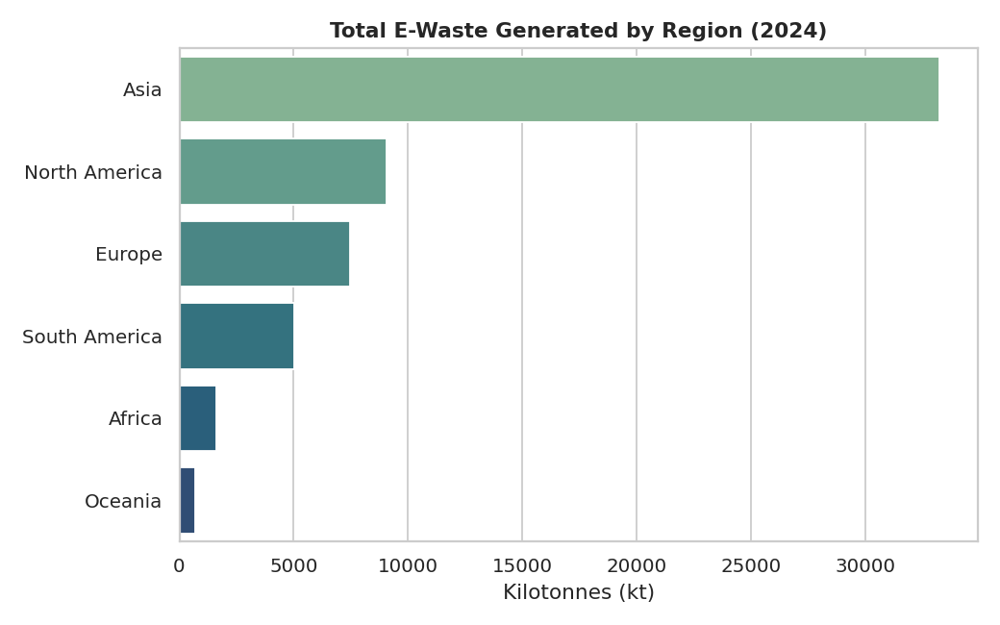 Total E-Waste Generated by Region (2024)
Asia
North America
Europe
South America
Africa
Oceania
0 5000 10000 15000 20000 25000 30000
Kilotonnes (kt)